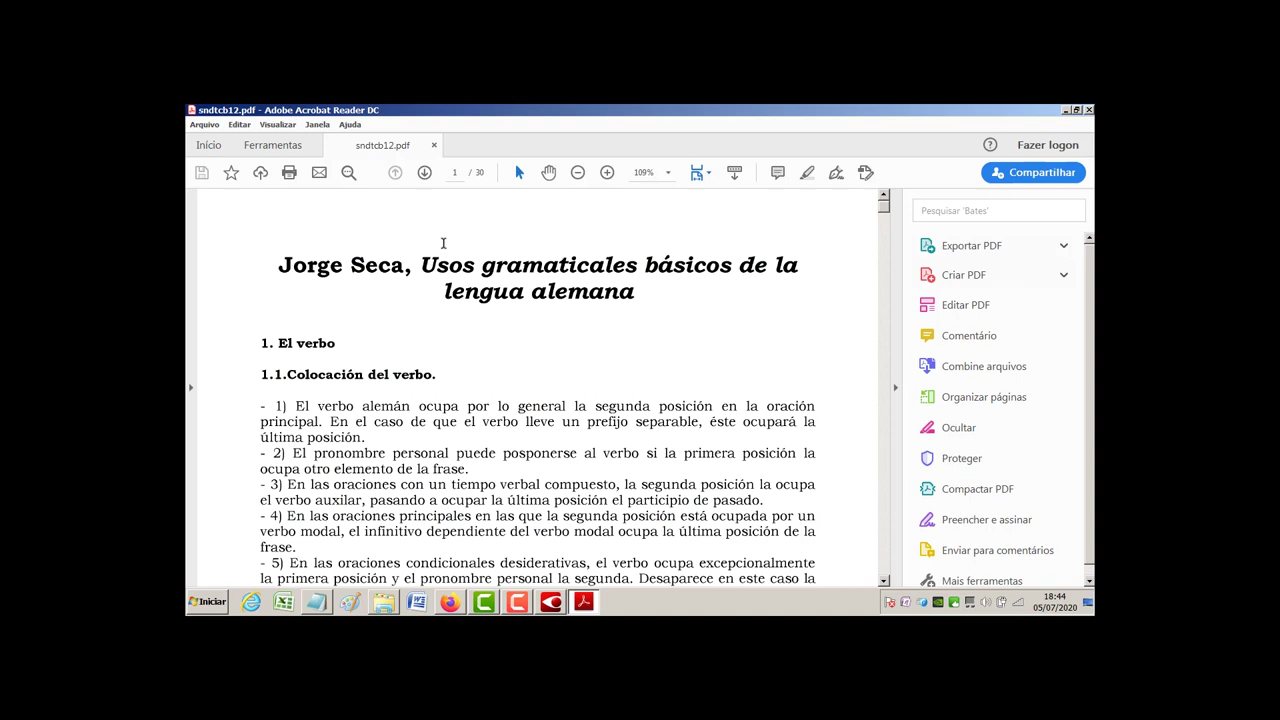 sndtcb12.pdf - Adobe Acrobat Reader DC
Arquivo Editar Visualizar Janela Ajuda
Início Ferramentas sndtcb12.pdf × Fazer logon
1 / 30 109% Compartilhar
Pesquisar 'Bates'
Jorge Seca, Usos gramaticales básicos de la
lengua alemana
1. El verbo
1.1.Colocación del verbo.
- 1) El verbo alemán ocupa por lo general la segunda posición en la oración
principal. En el caso de que el verbo lleve un prefijo separable, éste ocupará la
última posición.
- 2) El pronombre personal puede posponerse al verbo si la primera posición la
ocupa otro elemento de la frase.
- 3) En las oraciones con un tiempo verbal compuesto, la segunda posición la ocupa
el verbo auxilar, pasando a ocupar la última posición el participio de pasado.
- 4) En las oraciones principales en las que la segunda posición está ocupada por un
verbo modal, el infinitivo dependiente del verbo modal ocupa la última posición de la
frase.
- 5) En las oraciones condicionales desiderativas, el verbo ocupa excepcionalmente
la primera posición y el pronombre personal la segunda. Desaparece en este caso la
Exportar PDF
Criar PDF
Editar PDF
Comentário
Combine arquivos
Organizar páginas
Ocultar
Proteger
Compactar PDF
Preencher e assinar
Enviar para comentários
Mais ferramentas
Iniciar
18:44
05/07/2020